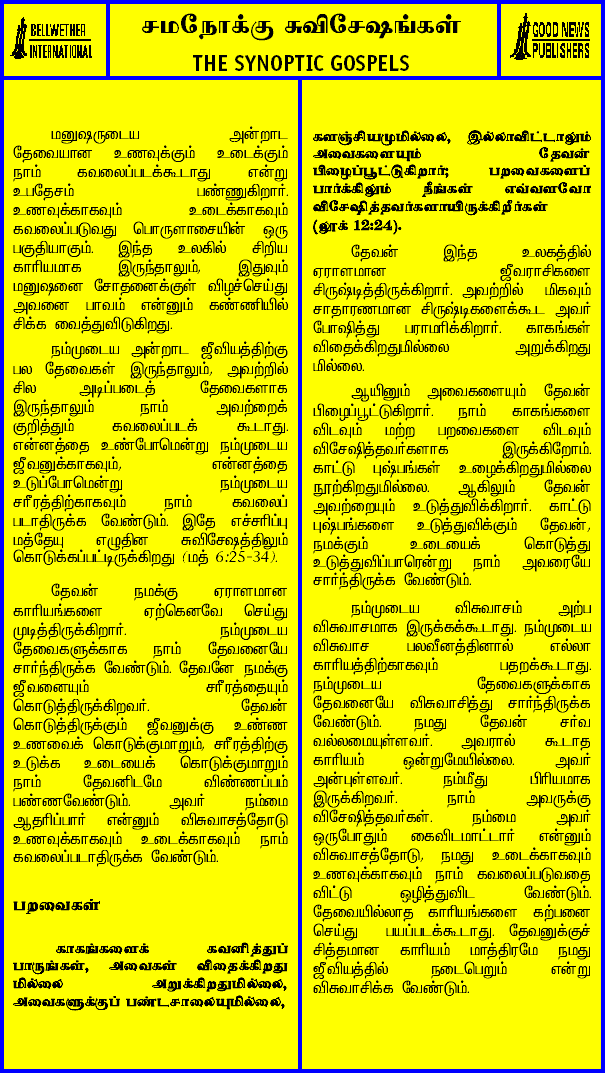 BELLWETHER
INTERNATIONAL
சமநோக்கு சுவிசேஷங்கள்
THE SYNOPTIC GOSPELS
GOOD NEWS
PUBLISHERS
மனுஷருடைய அன்றாட
தேவையான உணவுக்கும் உடைக்கும்
நாம் கவலைப்படக்கூடாது என்று
உபதேசம் பண்ணுகிறார்.
உணவுக்காகவும் உடைக்காகவும்
கவலைப்படுவது பொருளாசையின் ஒரு
பகுதியாகும். இந்த உலகில் சிறிய
காரியமாக இருந்தாலும், இதுவும்
மனுஷனை சோதனைக்குள் விழச்செய்து
அவனை பாவம் என்னும் கண்ணியில்
சிக்க வைத்துவிடுகிறது.
நம்முடைய அன்றாட ஜீவியத்திற்கு
பல தேவைகள் இருந்தாலும், அவற்றில்
சில அடிப்படைத் தேவைகளாக
இருந்தாலும் நாம் அவற்றைக்
குறித்தும் கவலைப்படக் கூடாது.
என்னத்தை உண்போமென்று நம்முடைய
ஜீவனுக்காகவும், என்னத்தை
உடுப்போமென்று நம்முடைய
சரீரத்திற்காகவும் நாம் கவலைப்
படாதிருக்க வேண்டும். இதே எச்சரிப்பு
மத்தேயு எழுதின சுவிசேஷத்திலும்
கொடுக்கப்பட்டிருக்கிறது (மத் 6:25-34).
தேவன் நமக்கு ஏராளமான
காரியங்களை ஏற்கெனவே செய்து
முடித்திருக்கிறார். நம்முடைய
தேவைகளுக்காக நாம் தேவனையே
சார்ந்திருக்க வேண்டும். தேவனே நமக்கு
ஜீவனையும் சரீரத்தையும்
கொடுத்திருக்கிறவர். தேவன்
கொடுத்திருக்கும் ஜீவனுக்கு உண்ண
உணவைக் கொடுக்குமாறும், சரீரத்திற்கு
உடுக்க உடையைக் கொடுக்குமாறும்
நாம் தேவனிடமே விண்ணப்பம்
பண்ணவேண்டும். அவர் நம்மை
ஆதரிப்பார் என்னும் விசுவாசத்தோடு
உணவுக்காகவும் உடைக்காகவும் நாம்
கவலைப்படாதிருக்க வேண்டும்.
பறவைகள்
காகங்களைக் கவனித்துப்
பாருங்கள், அவைகள் விதைக்கிறது
மில்லை அறுக்கிறதுமில்லை,
அவைகளுக்குப் பண்டசாலையுமில்லை,
களஞ்சியமுமில்லை, இல்லாவிட்டாலும்
அவைகளையும் தேவன்
பிழைப்பூட்டுகிறார்; பறவைகளைப்
பார்க்கிலும் நீங்கள் எவ்வளவோ
விசேஷித்தவர்களாயிருக்கிறீர்கள்
(லூக் 12:24).
தேவன் இந்த உலகத்தில்
ஏராளமான ஜீவராசிகளை
சிருஷ்டித்திருக்கிறார். அவற்றில் மிகவும்
சாதாரணமான சிருஷ்டிகளைக்கூட அவர்
போஷித்து பராமரிக்கிறார். காகங்கள்
விதைக்கிறதுமில்லை அறுக்கிறது
மில்லை.
ஆயினும் அவைகளையும் தேவன்
பிழைப்பூட்டுகிறார். நாம் காகங்களை
விடவும் மற்ற பறவைகளை விடவும்
விசேஷித்தவர்களாக இருக்கிறோம்.
காட்டு புஷ்பங்கள் உழைக்கிறதுமில்லை
நூற்கிறதுமில்லை. ஆகிலும் தேவன்
அவற்றையும் உடுத்துவிக்கிறார். காட்டு
புஷ்பங்களை உடுத்துவிக்கும் தேவன்,
நமக்கும் உடையைக் கொடுத்து
உடுத்துவிப்பாரென்று நாம் அவரையே
சார்ந்திருக்க வேண்டும்.
நம்முடைய விசுவாசம் அற்ப
விசுவாசமாக இருக்கக்கூடாது. நம்முடைய
விசுவாச பலவீனத்தினால் எல்லா
காரியத்திற்காகவும் பதறக்கூடாது.
நம்முடைய தேவைகளுக்காக
தேவனையே விசுவாசித்து சார்ந்திருக்க
வேண்டும். நமது தேவன் சர்வ
வல்லமையுள்ளவர். அவரால் கூடாத
காரியம் ஒன்றுமேயில்லை. அவர்
அன்புள்ளவர். நம்மீது பிரியமாக
இருக்கிறவர். நாம் அவருக்கு
விசேஷித்தவர்கள். நம்மை அவர்
ஒருபோதும் கைவிடமாட்டார் என்னும்
விசுவாசத்தோடு, நமது உடைக்காகவும்
உணவுக்காகவும் நாம் கவலைப்படுவதை
விட்டு ஒழித்துவிட வேண்டும்.
தேவையில்லாத காரியங்களை கற்பனை
செய்து பயப்படக்கூடாது. தேவனுக்குச்
சித்தமான காரியம் மாத்திரமே நமது
ஜீவியத்தில் நடைபெறும் என்று
விசுவாசிக்க வேண்டும்.